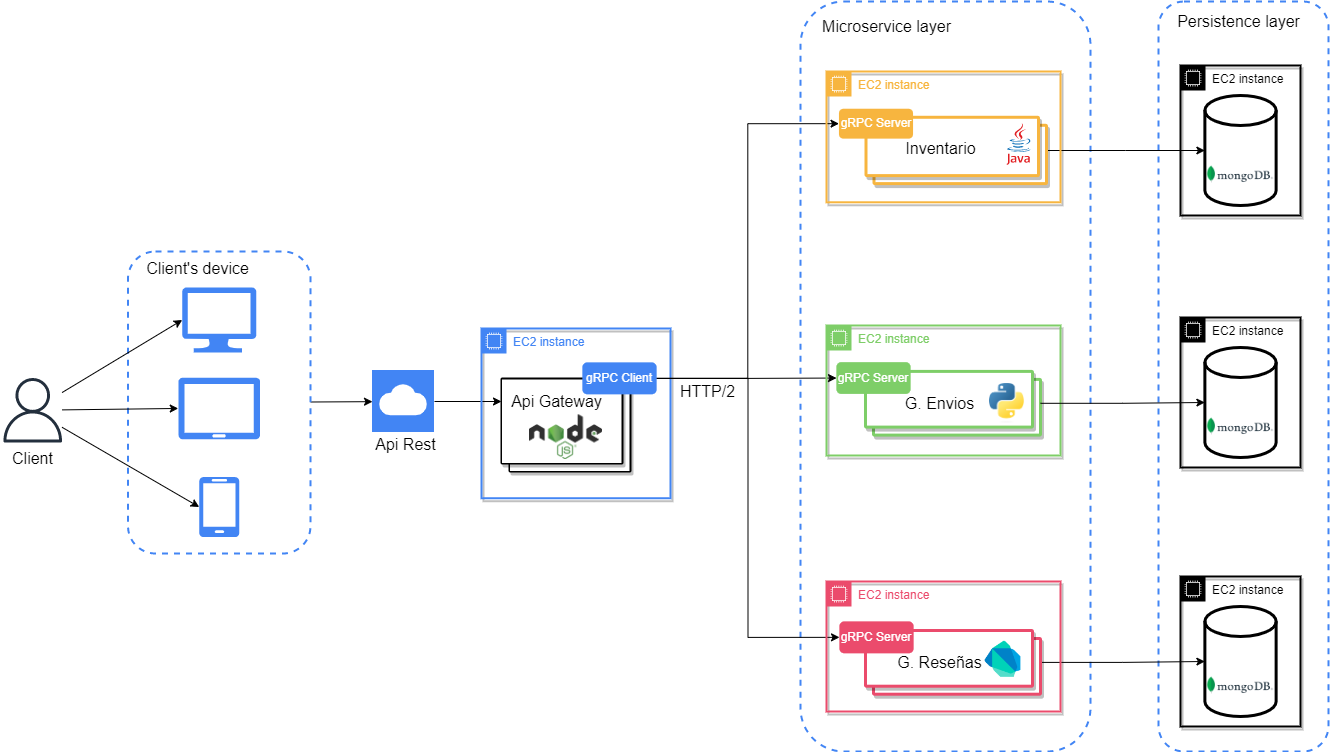 Microservice layer
Persistence layer
EC2 instance
gRPC Server
Inventario
Java
EC2 instance
mongoDB
Client's device
Client
Api Rest
EC2 instance
gRPC Client
Api Gateway
node
JS
HTTP/2
EC2 instance
gRPC Server
G. Envios
EC2 instance
mongoDB
EC2 instance
gRPC Server
G. Reseñas
EC2 instance
mongoDB